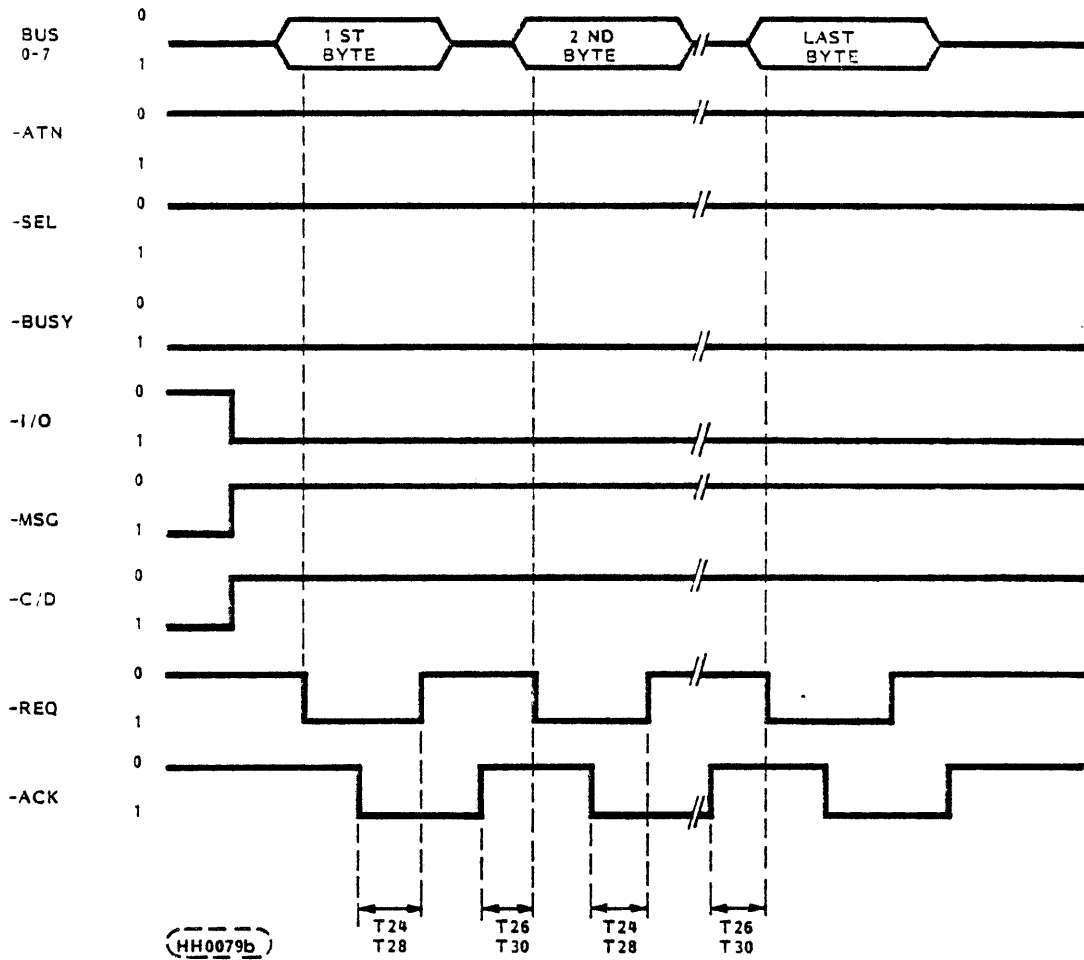 BUS
0-7
0
1
1 ST
BYTE
2 ND
BYTE
LAST
BYTE
-ATN
0
1
-SEL
0
1
-BUSY
0
1
-I/O
0
1
-MSG
0
1
-C/D
0
1
-REQ
0
1
-ACK
0
1
T24
T28
T26
T30
T24
T28
T26
T30
HH0079b